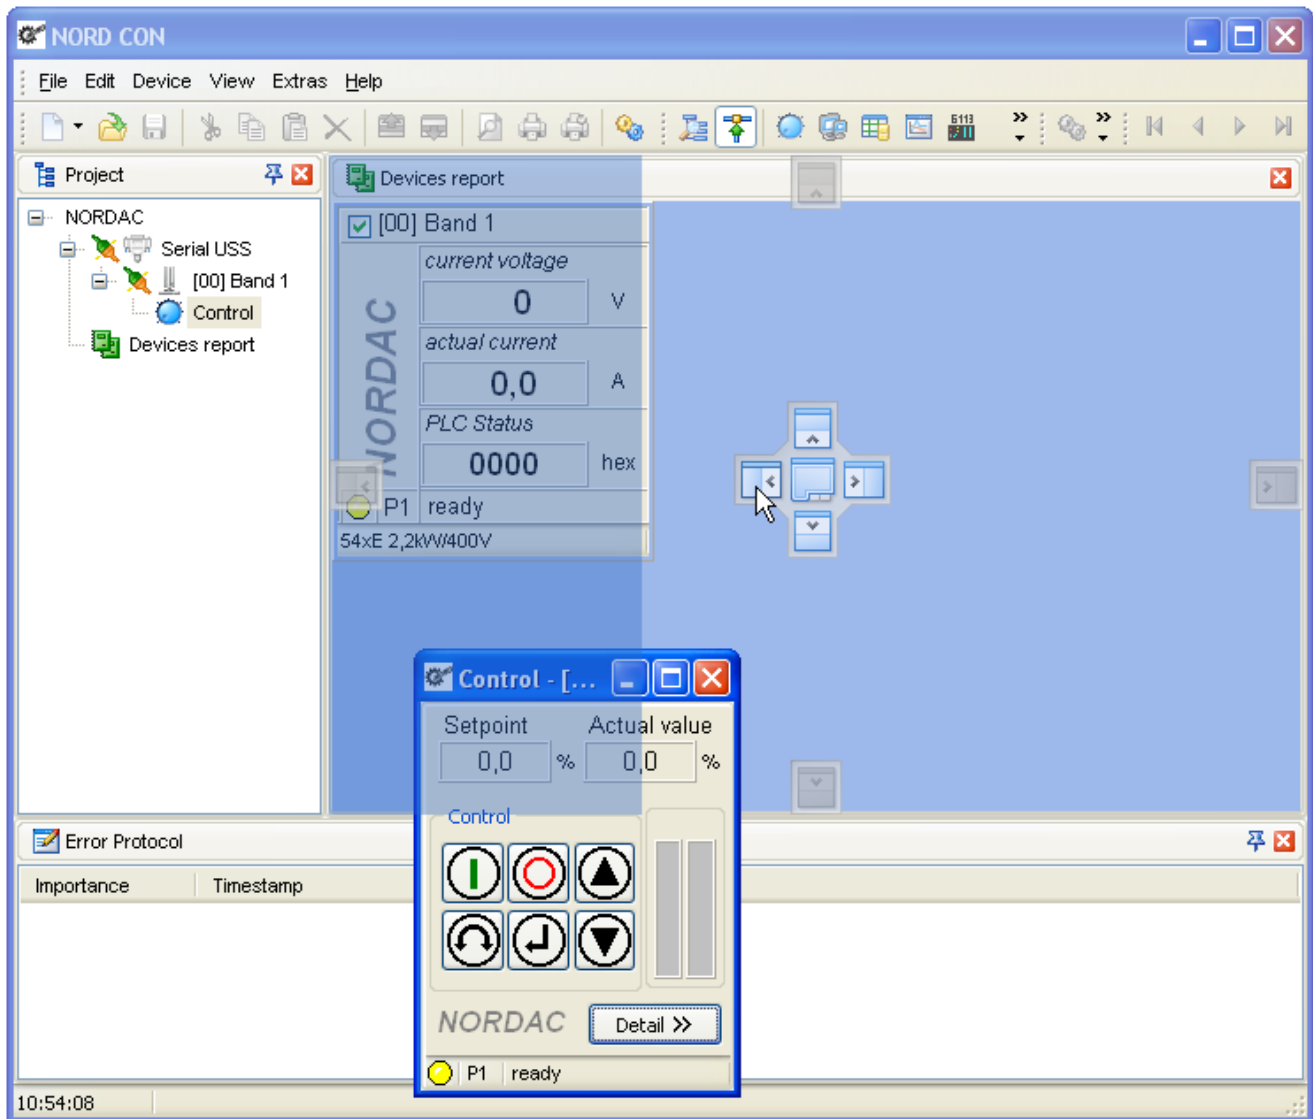 NORD CON
File Edit Device View Extras Help
6113
Project
Devices report
NORDAC
Serial USS
[00] Band 1
Control
Devices report
[00] Band 1
NORDAC
current voltage
0 V
actual current
0,0 A
PLC Status
0000 hex
P1 ready
54xE 2,2kW/400V
Control - [...
Setpoint Actual value
0,0 % 0,0 %
Control
NORDAC Detail >>
P1 ready
Error Protocol
Importance Timestamp
10:54:08